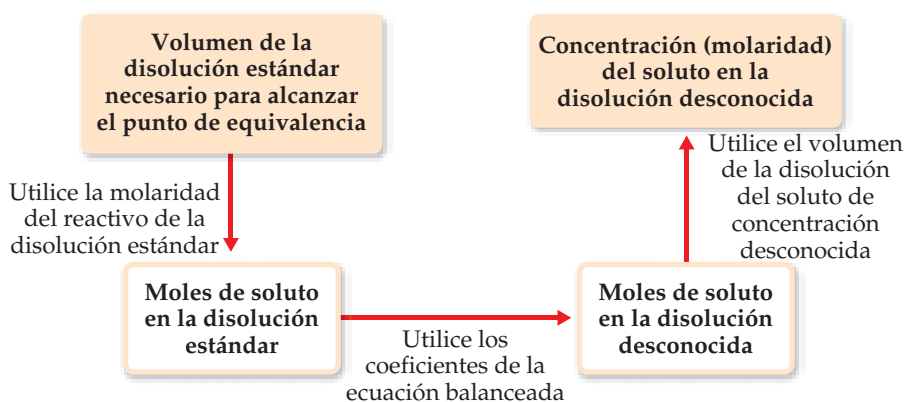 Volumen de la
disolución estándar
necesario para alcanzar
el punto de equivalencia
Concentración (molaridad)
del soluto en la
disolución desconocida
Utilice la molaridad
del reactivo de la
disolución estándar
Utilice el volumen
de la disolución
del soluto de
concentración
desconocida
Moles de soluto
en la disolución
estándar
Utilice los
coeficientes de la
ecuación balanceada
Moles de soluto
en la disolución
desconocida